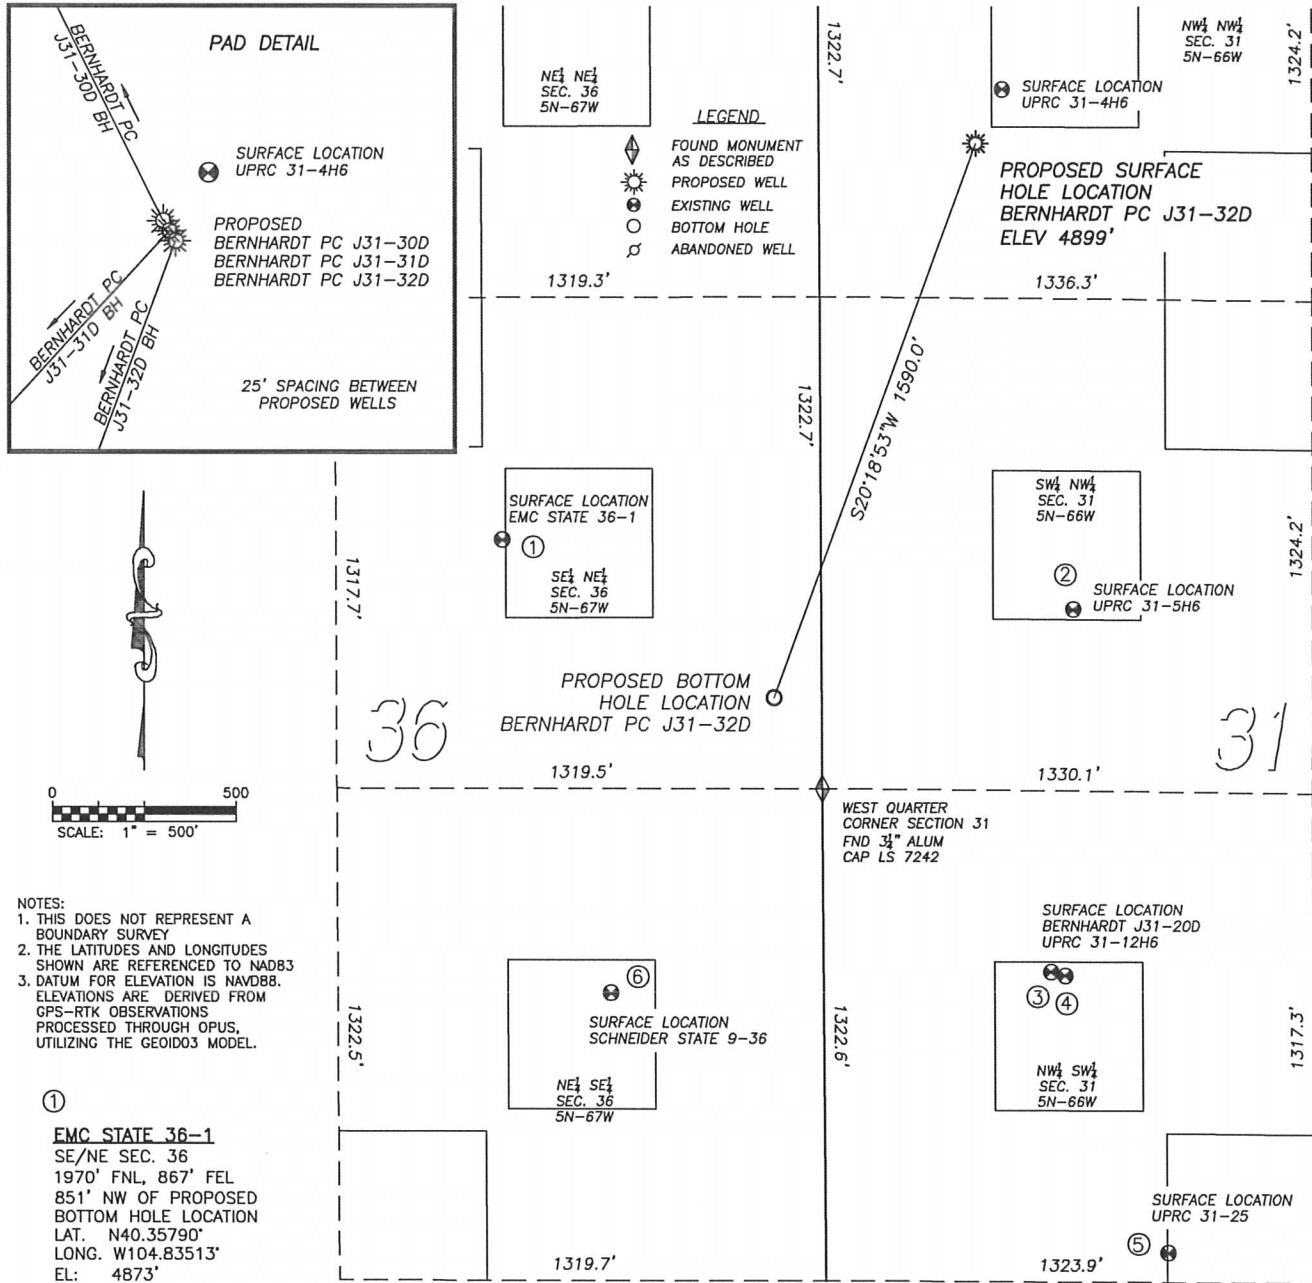 PAD DETAIL
BERNHARDT PC
J31-30D BH
SURFACE LOCATION
UPRC 31-4H6
PROPOSED
BERNHARDT PC J31-30D
BERNHARDT PC J31-31D
BERNHARDT PC J31-32D
BERNHARDT PC
J31-31D BH
BERNHARDT PC
J31-32D BH
25' SPACING BETWEEN
PROPOSED WELLS
NE¼ NE¼
SEC. 36
5N-67W
LEGEND
FOUND MONUMENT
AS DESCRIBED
PROPOSED WELL
EXISTING WELL
BOTTOM HOLE
ABANDONED WELL
1322.7'
NW¼ NW¼
SEC. 31
5N-66W
1324.2'
SURFACE LOCATION
UPRC 31-4H6
PROPOSED SURFACE
HOLE LOCATION
BERNHARDT PC J31-32D
ELEV 4899'
1319.3'
1336.3'
1322.7'
S20°18'53"W 1590.0'
SURFACE LOCATION
EMC STATE 36-1
①
SE¼ NE¼
SEC. 36
5N-67W
1317.7'
SW¼ NW¼
SEC. 31
5N-66W
②
SURFACE LOCATION
UPRC 31-5H6
1324.2'
PROPOSED BOTTOM
HOLE LOCATION
BERNHARDT PC J31-32D
36
31
1319.5'
1330.1'
0 500
SCALE: 1" = 500'
WEST QUARTER
CORNER SECTION 31
FND 3¼" ALUM
CAP LS 7242
NOTES:
1. THIS DOES NOT REPRESENT A
BOUNDARY SURVEY
2. THE LATITUDES AND LONGITUDES
SHOWN ARE REFERENCED TO NAD83
3. DATUM FOR ELEVATION IS NAVD88.
ELEVATIONS ARE DERIVED FROM
GPS-RTK OBSERVATIONS
PROCESSED THROUGH OPUS,
UTILIZING THE GEOID03 MODEL.
1322.5'
⑥
SURFACE LOCATION
SCHNEIDER STATE 9-36
NE¼ SE¼
SEC. 36
5N-67W
1322.6'
SURFACE LOCATION
BERNHARDT J31-20D
UPRC 31-12H6
③ ④
NW¼ SW¼
SEC. 31
5N-66W
1317.3'
①
EMC STATE 36-1
SE/NE SEC. 36
1970' FNL, 867' FEL
851' NW OF PROPOSED
BOTTOM HOLE LOCATION
LAT. N40.35790°
LONG. W104.83513°
EL: 4873'
SURFACE LOCATION
UPRC 31-25
⑤
1319.7'
1323.9'